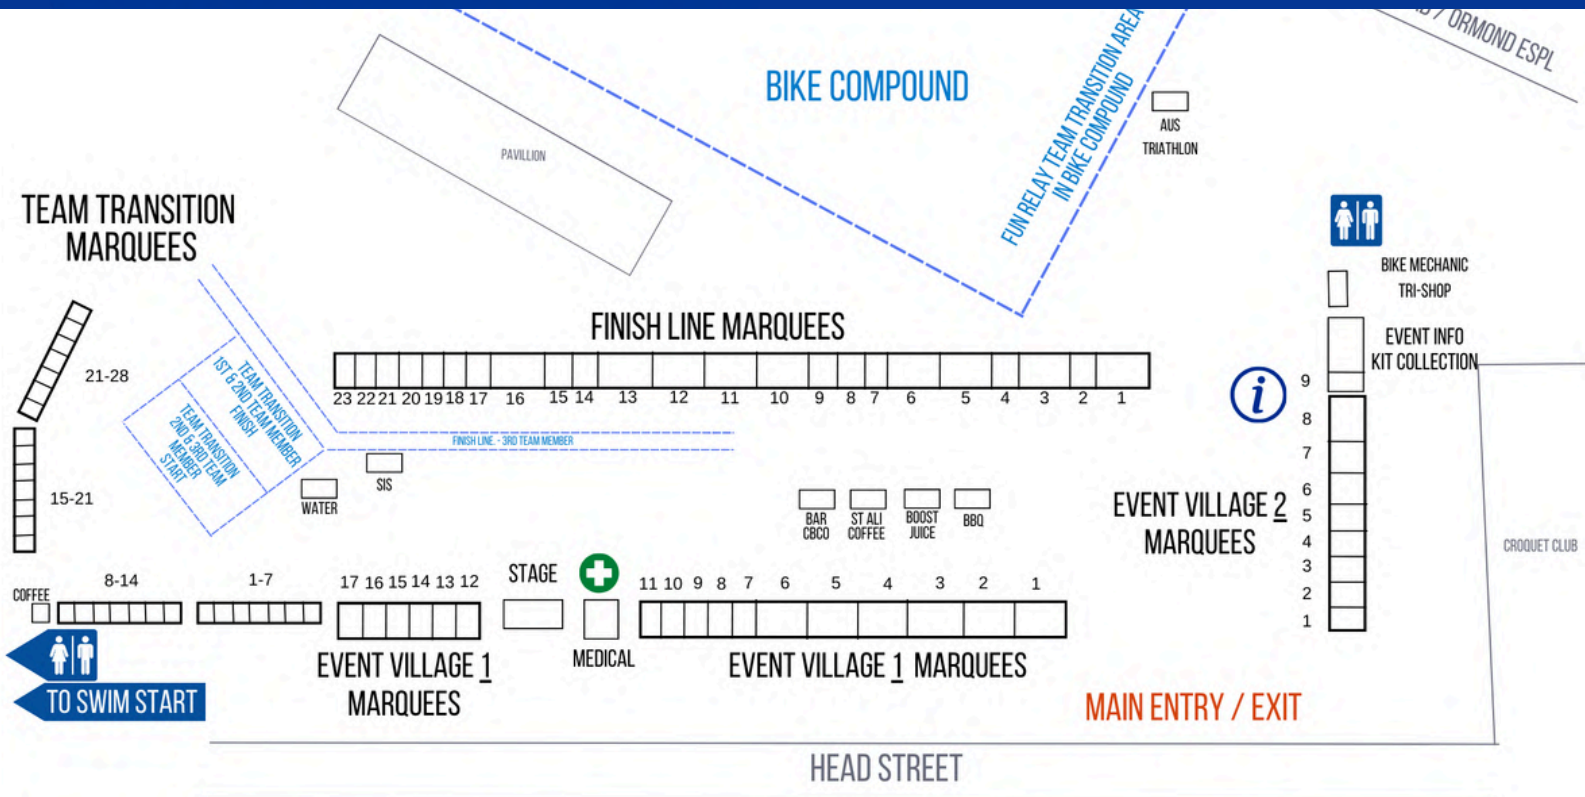 / ORMOND ESPL
BIKE COMPOUND
FUN RELAY TEAM TRANSITION AREA
IN BIKE COMPOUND
AUS
TRIATHLON
PAVILLION
TEAM TRANSITION
MARQUEES
BIKE MECHANIC
TRI-SHOP
EVENT INFO
KIT COLLECTION
FINISH LINE MARQUEES
23 22 21 20 19 18 17 16 15 14 13 12 11 10 9 8 7 6 5 4 3 2 1
21-28
TEAM TRANSITION
1ST & 2ND TEAM MEMBER
FINISH
TEAM TRANSITION
2ND & 3RD TEAM
MEMBER
START
FINISH LINE. - 3RD TEAM MEMBER
SIS
WATER
15-21
BAR
CBCO
ST ALI
COFFEE
BOOST
JUICE
BBQ
i
9
8
7
6
5
4
3
2
1
EVENT VILLAGE 2
MARQUEES
CROQUET CLUB
COFFEE
8-14
1-7
17 16 15 14 13 12
STAGE
MEDICAL
11 10 9 8 7 6 5 4 3 2 1
EVENT VILLAGE 1
MARQUEES
EVENT VILLAGE 1 MARQUEES
TO SWIM START
MAIN ENTRY / EXIT
HEAD STREET